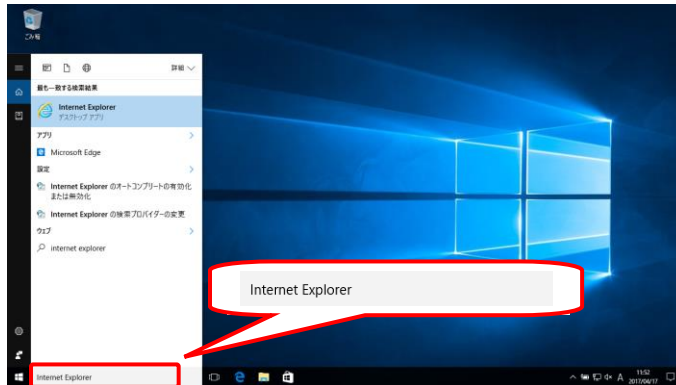 ごみ箱
詳細
最も一致する検索結果
Internet Explorer
デスクトップ アプリ
アプリ
Microsoft Edge
設定
Internet Explorer のオートコンプリートの有効化
または無効化
Internet Explorer の検索プロバイダーの変更
ウェブ
internet explorer
Internet Explorer
Internet Explorer
A
11:52
2017/04/17